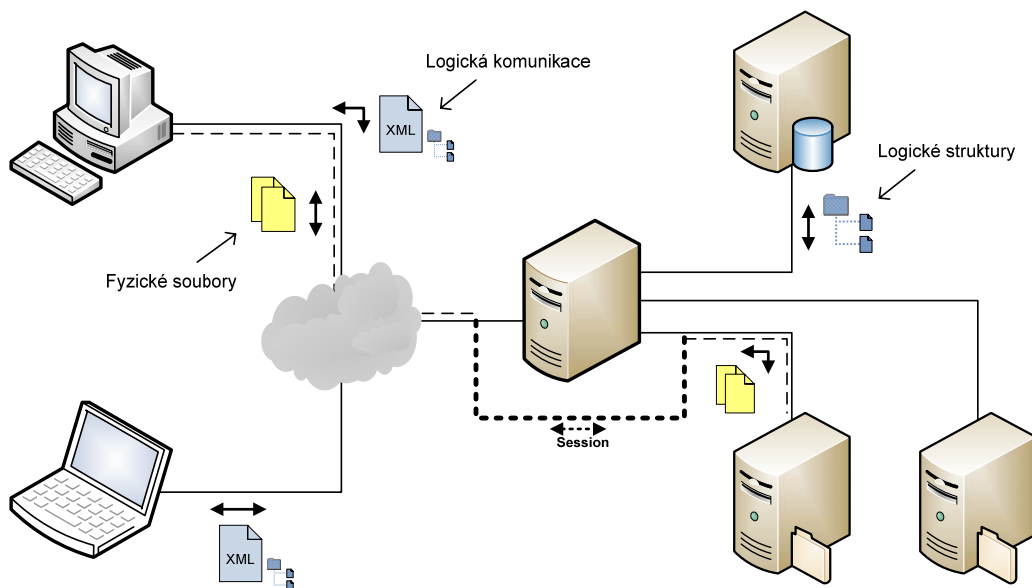 Logická komunikace
XML
Logické struktury
Fyzické soubory
Session
XML